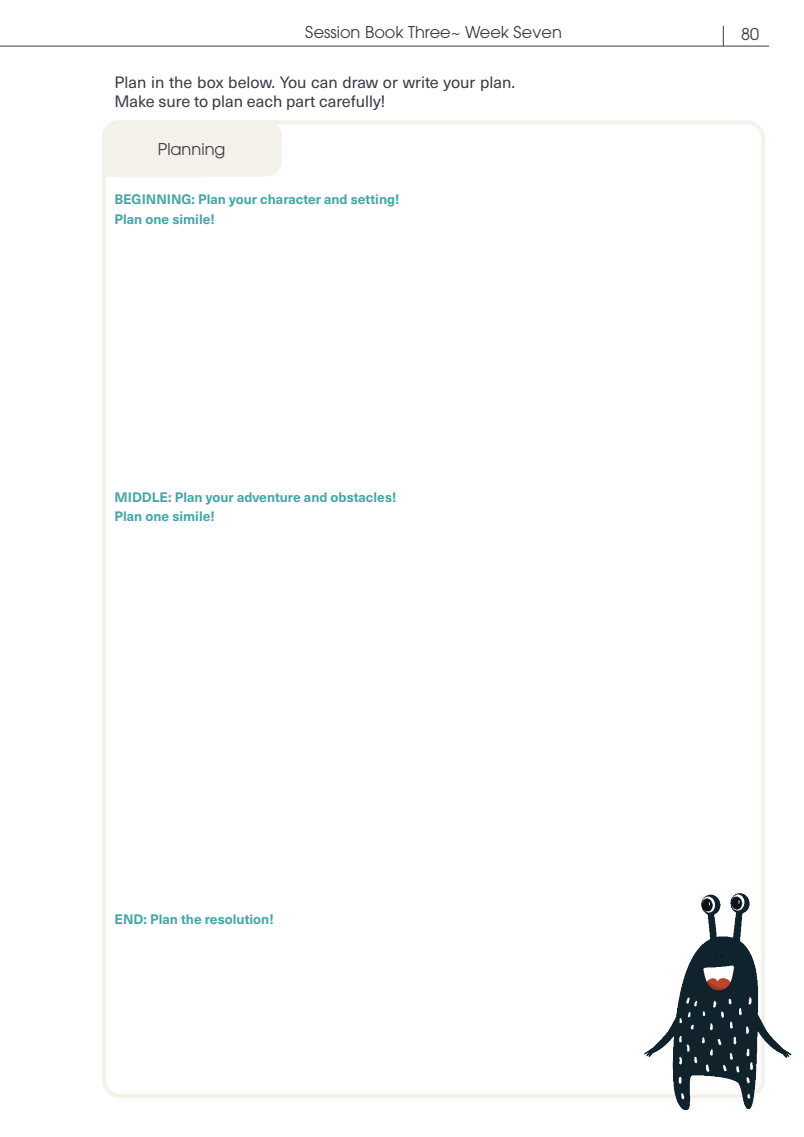 Session Book Three~ Week Seven
80
Plan in the box below. You can draw or write your plan.
Make sure to plan each part carefully!
Planning
BEGINNING: Plan your character and setting!
Plan one simile!
MIDDLE: Plan your adventure and obstacles!
Plan one simile!
END: Plan the resolution!